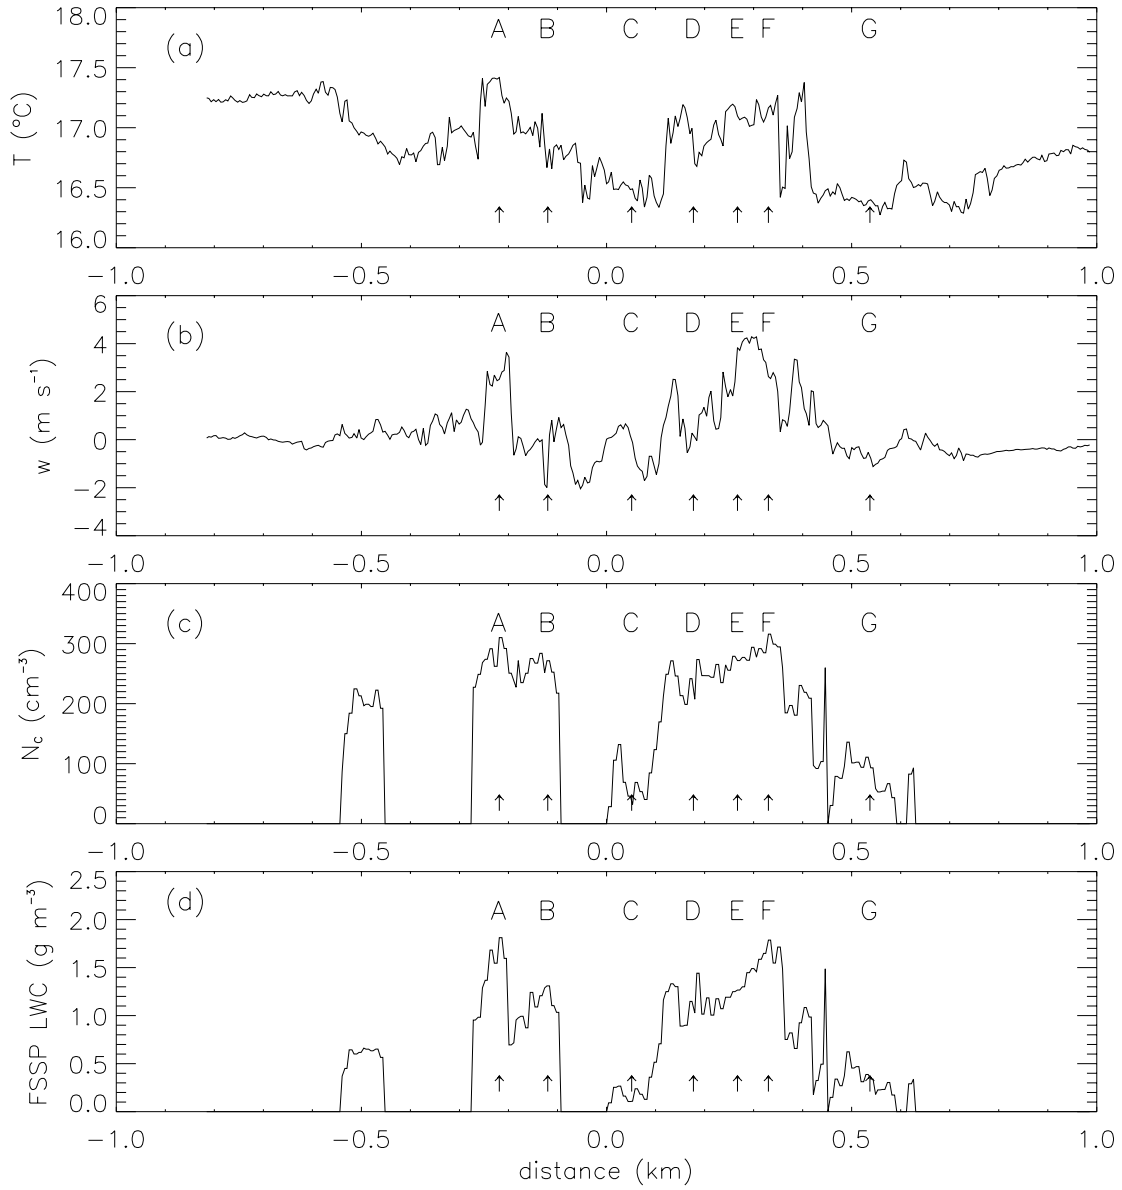 18.0
A B C D E F G
(a)
17.5
17.0
16.5
16.0
T (°C)
−1.0 −0.5 0.0 0.5 1.0
6
A B C D E F G
(b)
4
2
0
−2
−4
w (m s⁻¹)
−1.0 −0.5 0.0 0.5 1.0
400
A B C D E F G
(c)
300
200
100
0
N_c (cm⁻³)
−1.0 −0.5 0.0 0.5 1.0
2.5
(d)
A B C D E F G
2.0
1.5
1.0
0.5
0.0
FSSP LWC (g m⁻³)
−1.0 −0.5 0.0 0.5 1.0
distance (km)